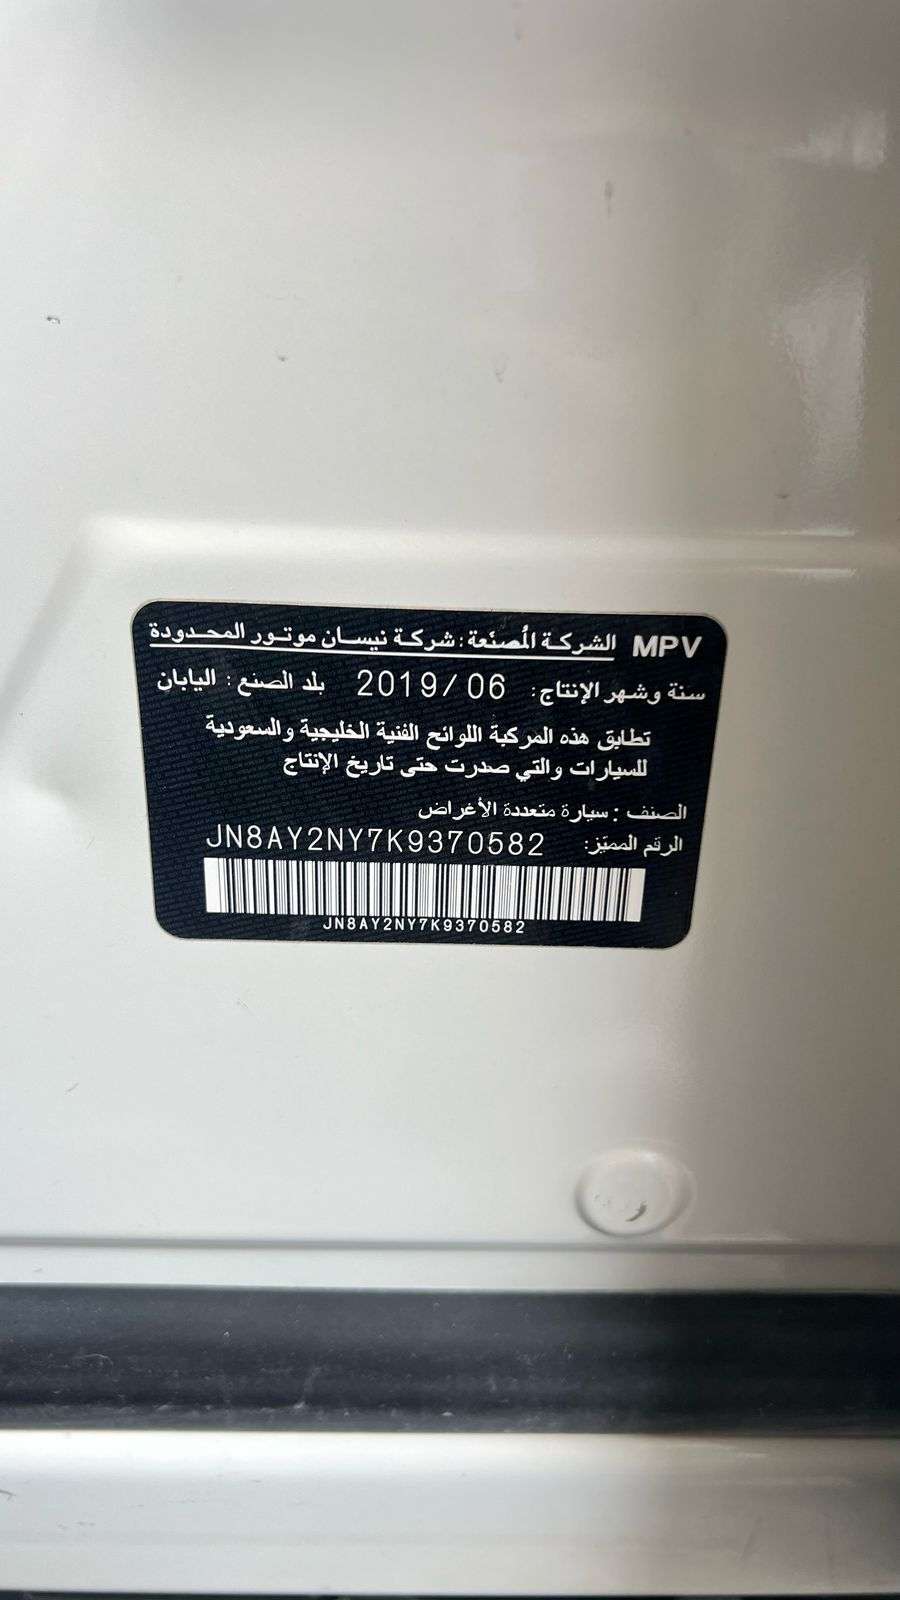 MPV الشركة المُصنّعة: شركة نيسان موتور المحدودة
سنة وشهر الإنتاج: 2019/06 بلد الصنع: اليابان
تطابق هذه المركبة اللوائح الفنية الخليجية والسعودية
للسيارات والتي صدرت حتى تاريخ الإنتاج
الصنف: سيارة متعددة الأغراض
الرقم المميّز: JN8AY2NY7K9370582
JN8AY2NY7K9370582